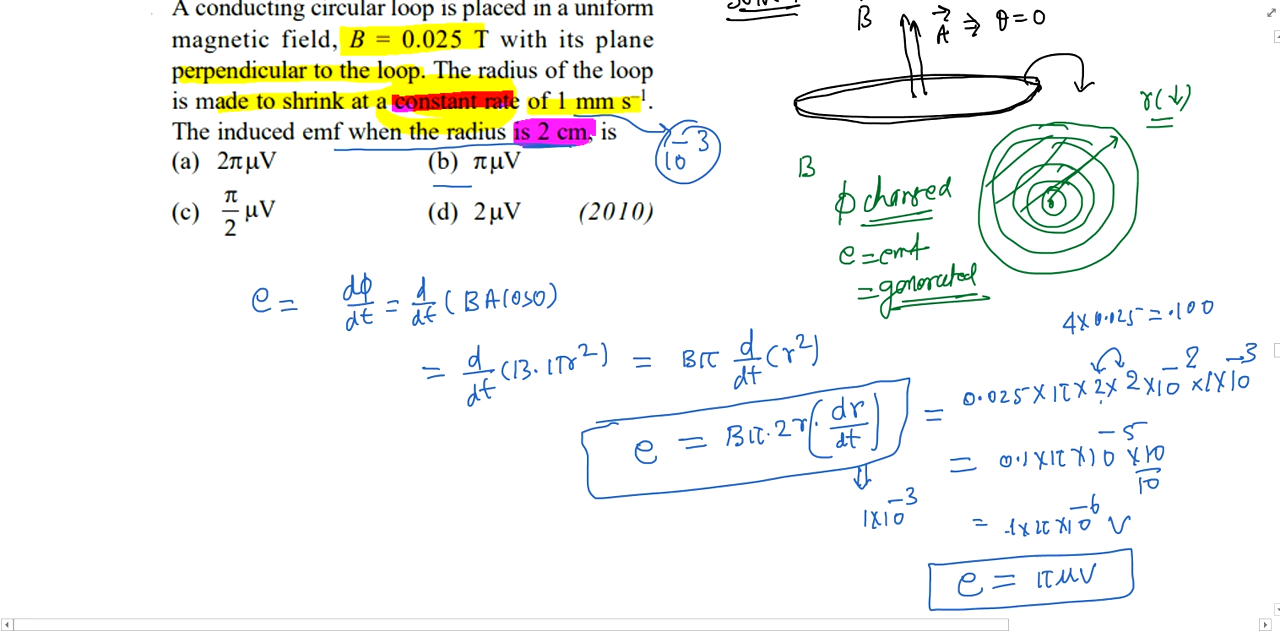 A conducting circular loop is placed in a uniform
magnetic field, B = 0.025 T with its plane
perpendicular to the loop. The radius of the loop
is made to shrink at a constant rate of 1 mm s⁻¹.
The induced emf when the radius is 2 cm, is
(a) 2πμV (b) πμV
(c) π/2 μV (d) 2μV (2010)
10⁻³
B A⃗ ⇒ θ=0
r(↓)
B
ϕ changed
e=emf
=generated
e = dϕ/dt = d/dt (BAcosθ)
= d/dt (B.πr²) = Bπ d/dt (r²)
e = Bπ.2r.(dr/dt)
⇓
1×10⁻³
4×0.025=.100
= 0.025×π×2×2×10⁻²×1×10⁻³
= 0.1×π×10⁻⁵ ×10/10
= 1×π×10⁻⁶ V
e = πμV